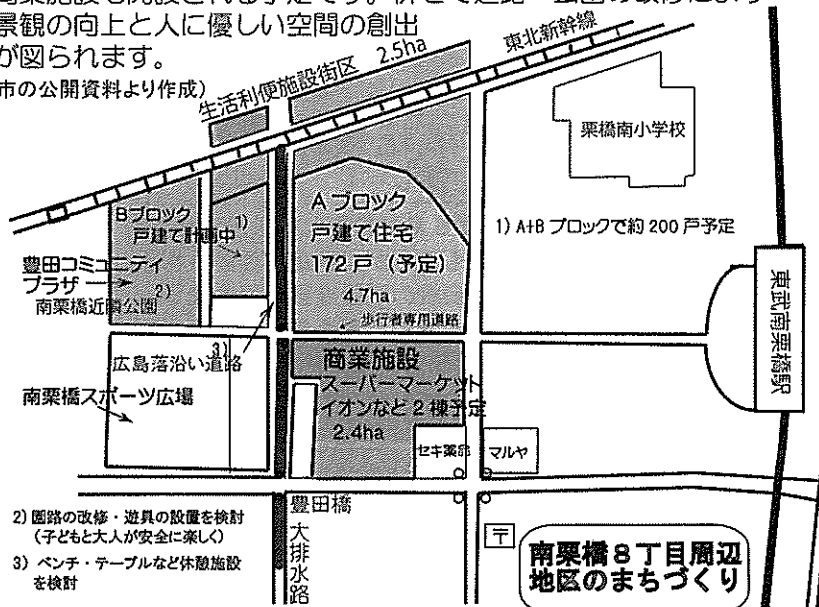 景観の向上と人に優しい空間の創出
が図られます。
市の公開資料より作成)
生活利便施設街区 2.5ha
東北新幹線
栗橋南小学校
Bブロック
戸建て計画中 1)
Aブロック
戸建て住宅
172戸(予定)
4.7ha
歩行者専用道路
1) A+B ブロックで約 200 戸予定
豊田コミュニティ
プラザ
2)
南栗橋近隣公園
東武南栗橋駅
3)
広島落沿い道路
商業施設
スーパーマーケット
イオンなど2棟予定
2.4ha
南栗橋スポーツ広場
セキ薬品
マルヤ
豊田橋
大排水路
〒
2) 園路の改修・遊具の設置を検討
(子どもと大人が安全に楽しく)
3) ベンチ・テーブルなど休憩施設
を検討
南栗橋8丁目周辺
地区のまちづくり